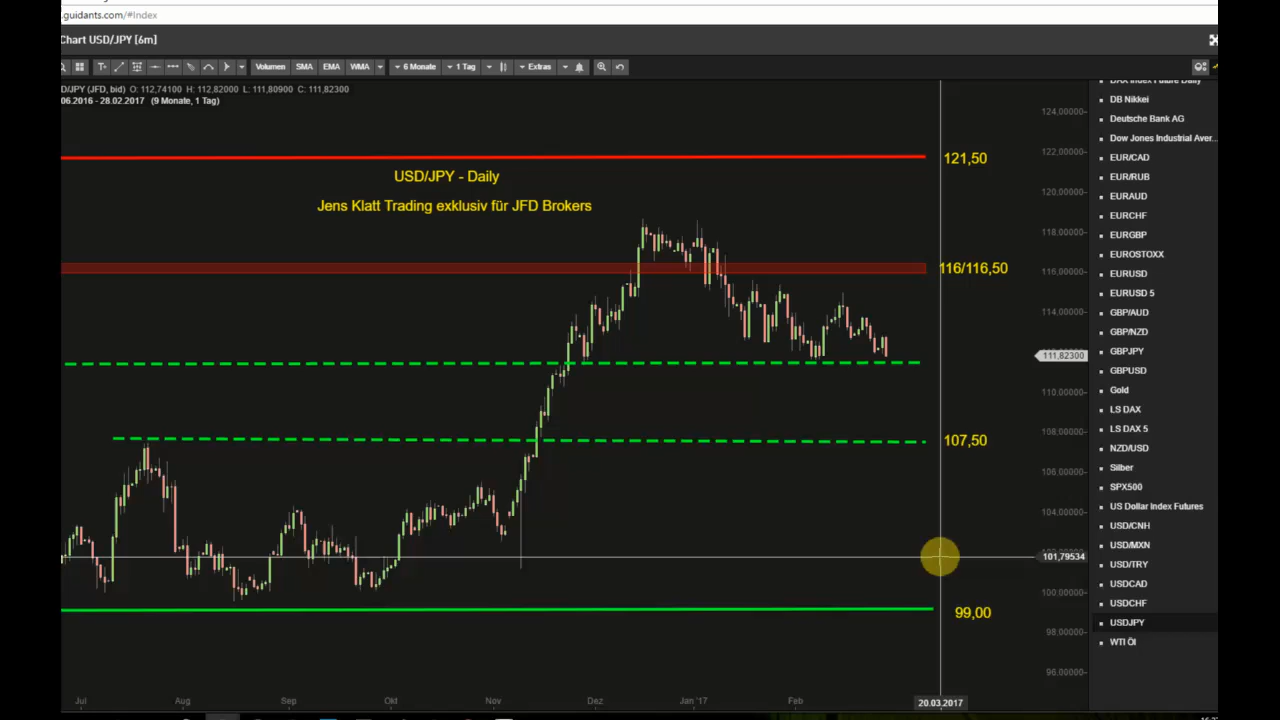 .guidants.com/#Index
Chart USD/JPY [6m]
Volumen SMA EMA WMA 6 Monate 1 Tag Extras
D/JPY (JFD, bid) O: 112,74100 H: 112,82000 L: 111,80900 C: 111,82300
.06.2016 - 28.02.2017 (9 Monate, 1 Tag)
USD/JPY - Daily
Jens Klatt Trading exklusiv für JFD Brokers
121,50
116/116,50
107,50
99,00
124,00000
122,00000
120,00000
118,00000
116,00000
114,00000
111,82300
110,00000
108,00000
106,00000
104,00000
101,79534
100,00000
98,00000
96,00000
Jul Aug Sep Okt Nov Dez Jan '17 Feb 20.03.2017
DAX Index Future Daily
DB Nikkei
Deutsche Bank AG
Dow Jones Industrial Aver...
EUR/CAD
EUR/RUB
EURAUD
EURCHF
EURGBP
EUROSTOXX
EURUSD
EURUSD 5
GBP/AUD
GBP/NZD
GBPJPY
GBPUSD
Gold
LS DAX
LS DAX 5
NZD/USD
Silber
SPX500
US Dollar Index Futures
USD/CNH
USD/MXN
USD/TRY
USDCAD
USDCHF
USDJPY
WTI Öl